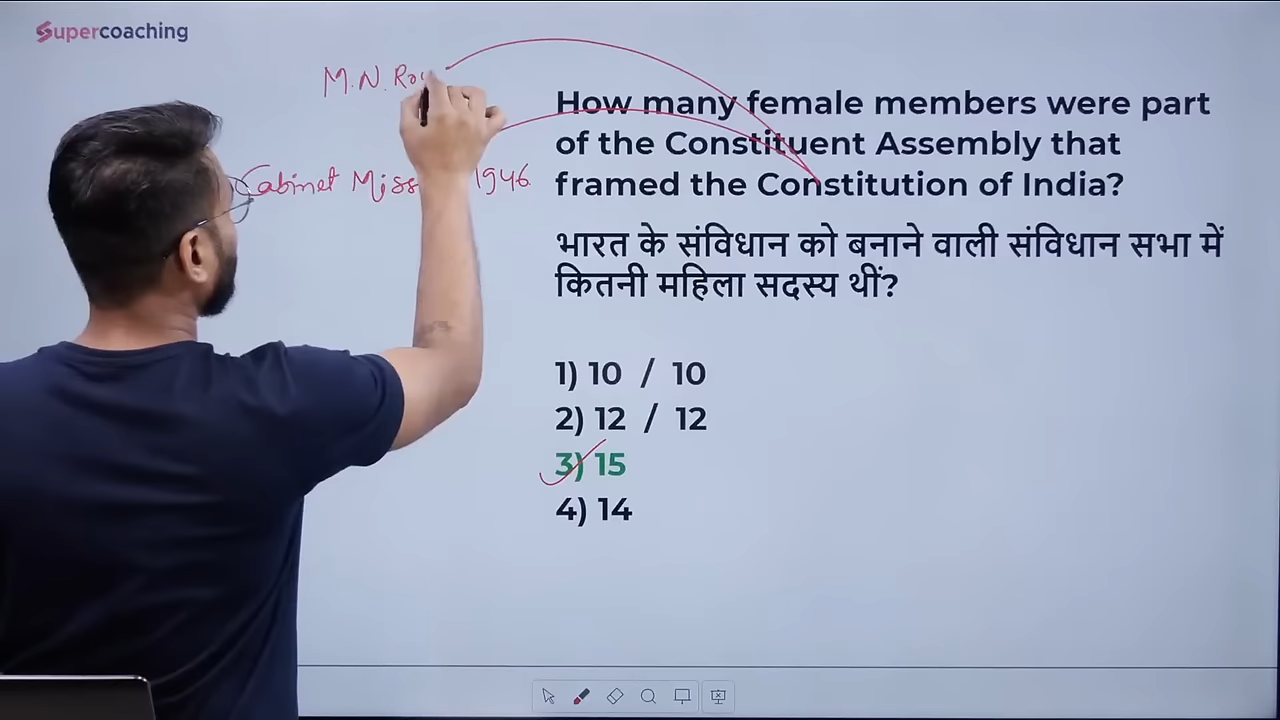 Supercoaching
M.N. Roy
Cabinet Miss 1946
How many female members were part
of the Constituent Assembly that
framed the Constitution of India?
भारत के संविधान को बनाने वाली संविधान सभा में
कितनी महिला सदस्य थीं?
1) 10 / 10
2) 12 / 12
3) 15
4) 14